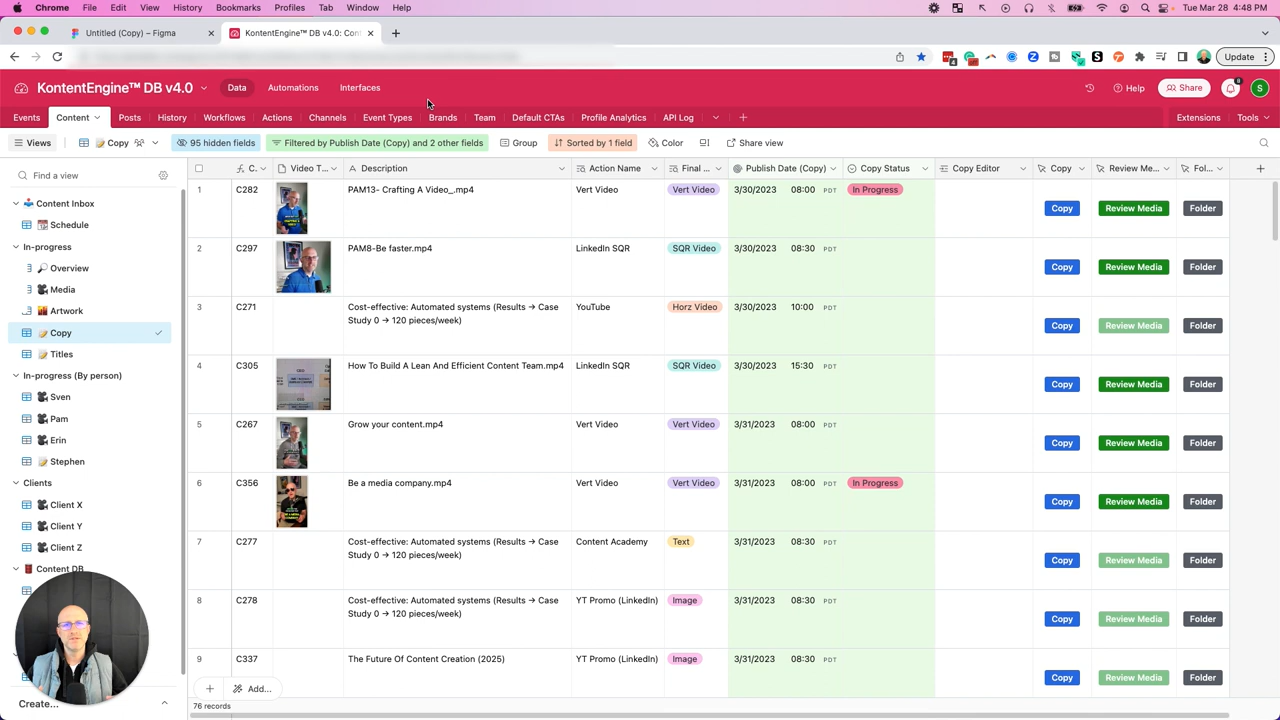 Chrome File Edit View History Bookmarks Profiles Tab Window Help Tue Mar 28 4:48 PM
Untitled (Copy) – Figma
KontentEngine™ DB v4.0: Con
Update
KontentEngine™ DB v4.0 Data Automations Interfaces Help Share 8 S
Events Content Posts History Workflows Actions Channels Event Types Brands Team Default CTAs Profile Analytics API Log Extensions Tools
Views Copy 95 hidden fields Filtered by Publish Date (Copy) and 2 other fields Group Sorted by 1 field Color Share view
Find a view
Content Inbox
Schedule
In-progress
Overview
Media
Artwork
Copy
Titles
In-progress (By person)
Sven
Pam
Erin
Stephen
Clients
Client X
Client Y
Client Z
Content DB
Create...
C. Video T... Description Action Name Final ... Publish Date (Copy) Copy Status Copy Editor Copy Review Me... Fol...
1 C282 PAM13- Crafting A Video_.mp4 Vert Video Vert Video 3/30/2023 08:00 PDT In Progress Copy Review Media Folder
2 C297 PAM8-Be faster.mp4 LinkedIn SQR SQR Video 3/30/2023 08:30 PDT Copy Review Media Folder
3 C271 Cost-effective: Automated systems (Results → Case Study 0 → 120 pieces/week) YouTube Horz Video 3/30/2023 10:00 PDT Copy Review Media Folder
4 C305 How To Build A Lean And Efficient Content Team.mp4 LinkedIn SQR SQR Video 3/30/2023 15:30 PDT Copy Review Media Folder
5 C267 Grow your content.mp4 Vert Video Vert Video 3/31/2023 08:00 PDT Copy Review Media Folder
6 C356 Be a media company.mp4 Vert Video Vert Video 3/31/2023 08:00 PDT In Progress Copy Review Media Folder
7 C277 Cost-effective: Automated systems (Results → Case Study 0 → 120 pieces/week) Content Academy Text 3/31/2023 08:30 PDT Copy Review Media Folder
8 C278 Cost-effective: Automated systems (Results → Case Study 0 → 120 pieces/week) YT Promo (LinkedIn) Image 3/31/2023 08:30 PDT Copy Review Media Folder
9 C337 The Future Of Content Creation (2025) YT Promo (LinkedIn) Image 3/31/2023 08:30 PDT Copy Review Media Folder
Add...
76 records